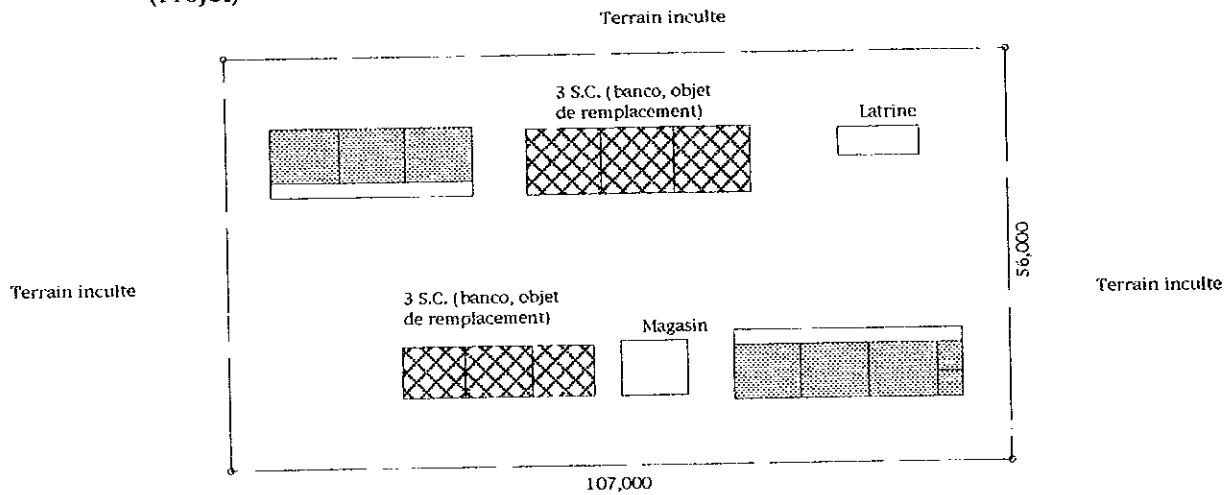 (Projet)
Terrain inculte
3 S.C. (banco, objet
de remplacement)
Latrine
56,000
Terrain inculte
Terrain inculte
3 S.C. (banco, objet
de remplacement)
Magasin
107,000